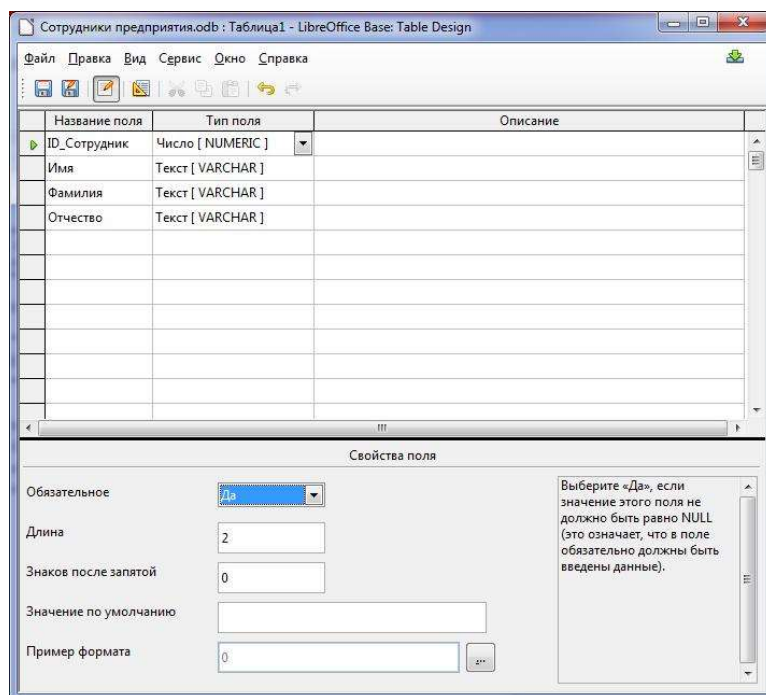 Сотрудники предприятия.odb : Таблица1 - LibreOffice Base: Table Design
Файл Правка Вид Сервис Окно Справка
Название поля Тип поля Описание
ID_Сотрудник Число [ NUMERIC ]
Имя Текст [ VARCHAR ]
Фамилия Текст [ VARCHAR ]
Отчество Текст [ VARCHAR ]
Свойства поля
Обязательное Да
Длина 2
Знаков после запятой 0
Значение по умолчанию
Пример формата 0 ...
Выберите «Да», если
значение этого поля не
должно быть равно NULL
(это означает, что в поле
обязательно должны быть
введены данные).